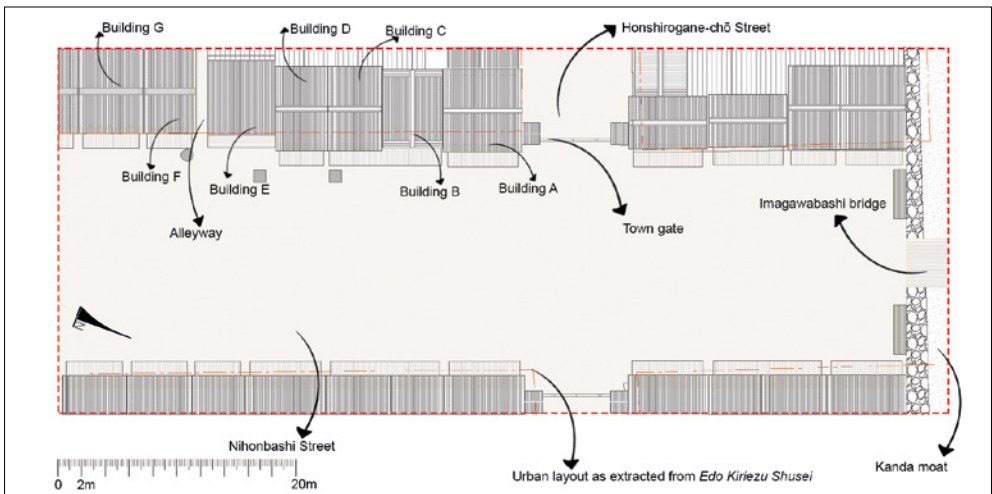 Building G
Building D
Building C
Honshirogane-chō Street
Building F
Building E
Building B
Building A
Alleyway
Town gate
Imagawabashi bridge
N
Nihonbashi Street
Urban layout as extracted from Edo Kiriezu Shusei
Kanda moat
0 2m 20m